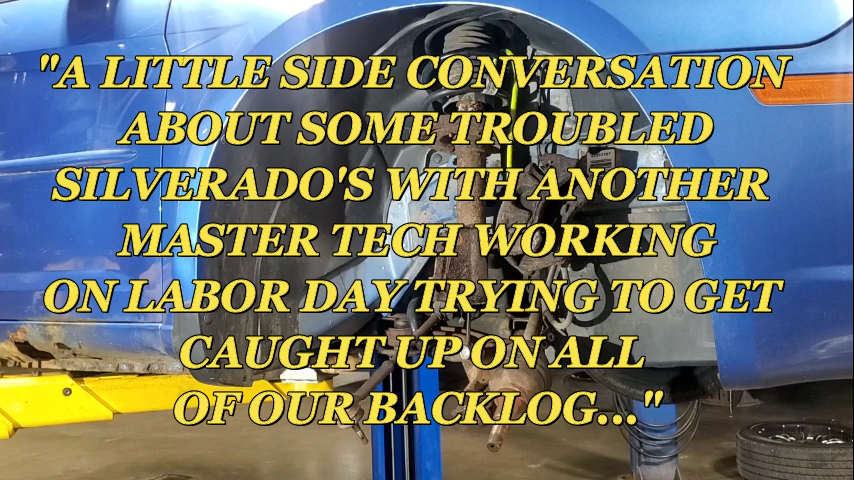 "A LITTLE SIDE CONVERSATION
ABOUT SOME TROUBLED
SILVERADO'S WITH ANOTHER
MASTER TECH WORKING
ON LABOR DAY TRYING TO GET
CAUGHT UP ON ALL
OF OUR BACKLOG..."